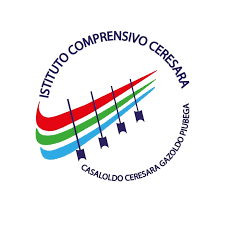 ISTITUTO COMPRENSIVO CERESARA
CASALOLDO CERESARA GAZOLDO PIUBEGA